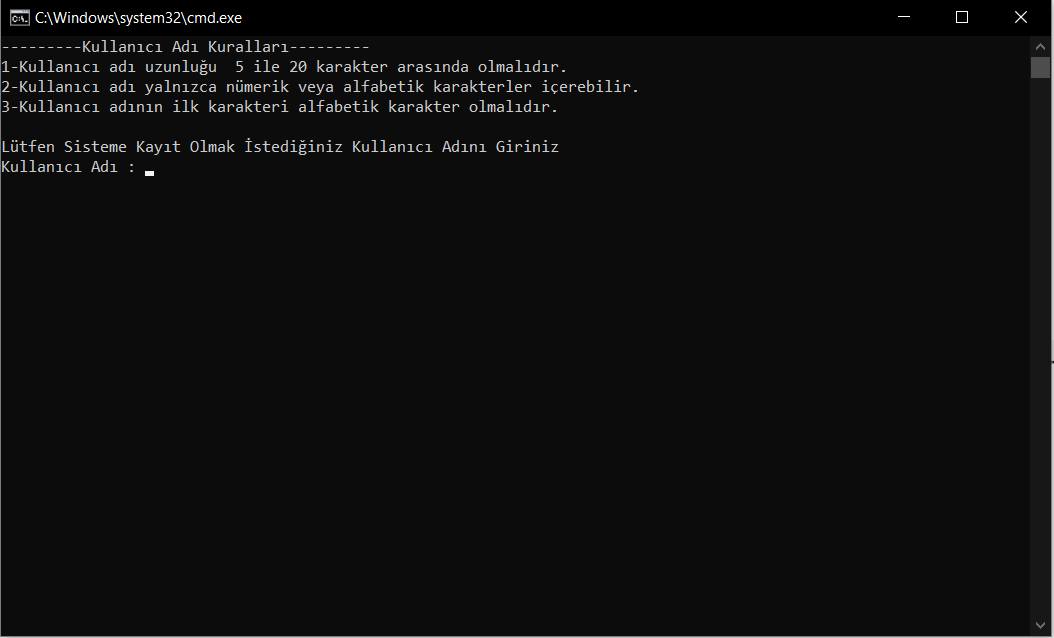 C:\Windows\system32\cmd.exe
---------Kullanıcı Adı Kuralları---------
1-Kullanıcı adı uzunluğu  5 ile 20 karakter arasında olmalıdır.
2-Kullanıcı adı yalnızca nümerik veya alfabetik karakterler içerebilir.
3-Kullanıcı adının ilk karakteri alfabetik karakter olmalıdır.
Lütfen Sisteme Kayıt Olmak İstediğiniz Kullanıcı Adını Giriniz
Kullanıcı Adı :